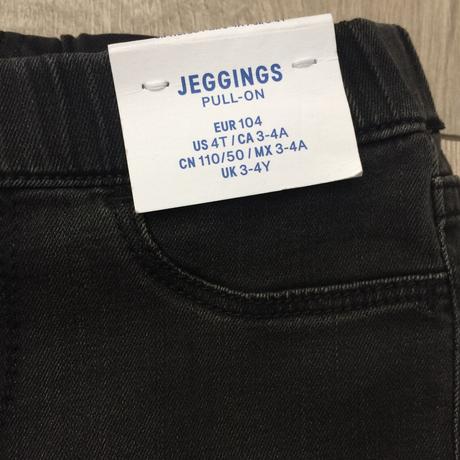 JEGGINGS
PULL-ON
EUR 104
US 4T / CA 3-4A
CN 110/50 / MX 3-4A
UK 3-4Y